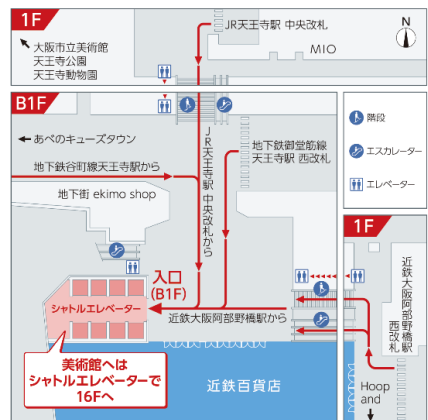 1F
JR天王寺駅 中央改札
MIO
N
大阪市立美術館
天王寺公園
天王寺動物園
B1F
あべのキューズタウン
地下鉄谷町線天王寺駅から
地下街 ekimo shop
JR天王寺駅 中央改札から
地下鉄御堂筋線
天王寺駅 西改札
階段
エスカレーター
エレベーター
1F
入口
(B1F)
シャトルエレベーター
近鉄大阪阿部野橋駅から
近鉄大阪阿部野橋駅
西改札
美術館へは
シャトルエレベーターで
16Fへ
近鉄百貨店
Hoop
and